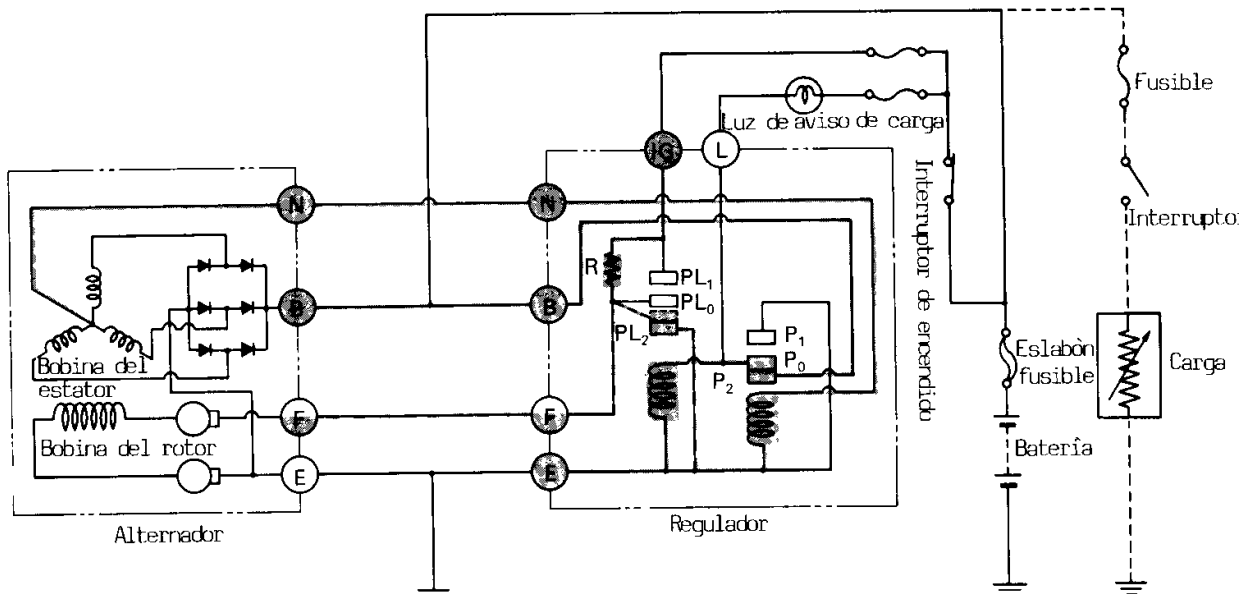 Fusible
Luz de aviso de carga
IG
L
Interruptor de encendido
Interruptor
N
N
R
PL1
PL0
PL2
B
B
P1
P0
P2
Bobina del
estator
Eslabòn
fusible
Carga
F
F
Bobina del rotor
Batería
E
E
Alternador
Regulador